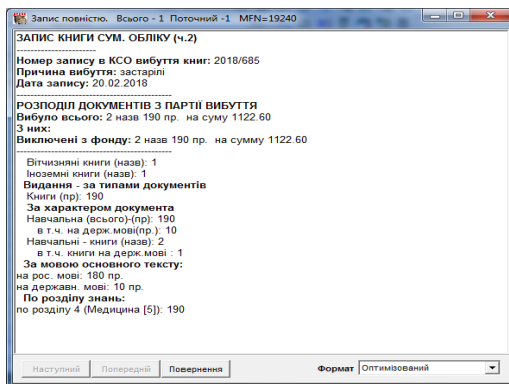 Запис повністю. Всього - 1 Поточний -1 MFN=19240
ЗАПИС КНИГИ СУМ. ОБЛІКУ (ч.2)
-----------------------
Номер запису в КСО вибуття книг: 2018/685
Причина вибуття: застарілі
Дата запису: 20.02.2018
---------------------------------------------
РОЗПОДІЛ ДОКУМЕНТІВ З ПАРТІЇ ВИБУТТЯ
Вибуло всього: 2 назв 190 пр. на суму 1122.60
З них:
Виключені з фонду: 2 назв 190 пр. на сумму 1122.60
---------------------------------------------
Вітчизняні книги (назв): 1
Іноземні книги (назв): 1
Видання - за типами документів
Книги (пр): 190
За характером документа
Навчальна (всього)-(пр): 190
в т.ч. на держ.мові(пр.): 10
Навчальні - книги (назв): 2
в т.ч. книги на держ.мові : 1
За мовою основного тексту:
на рос. мові: 180 пр.
на державн. мові: 10 пр.
По розділу знань:
по розділу 4 (Медицина [5]): 190
Наступний Попередній Повернення Формат Оптимізований